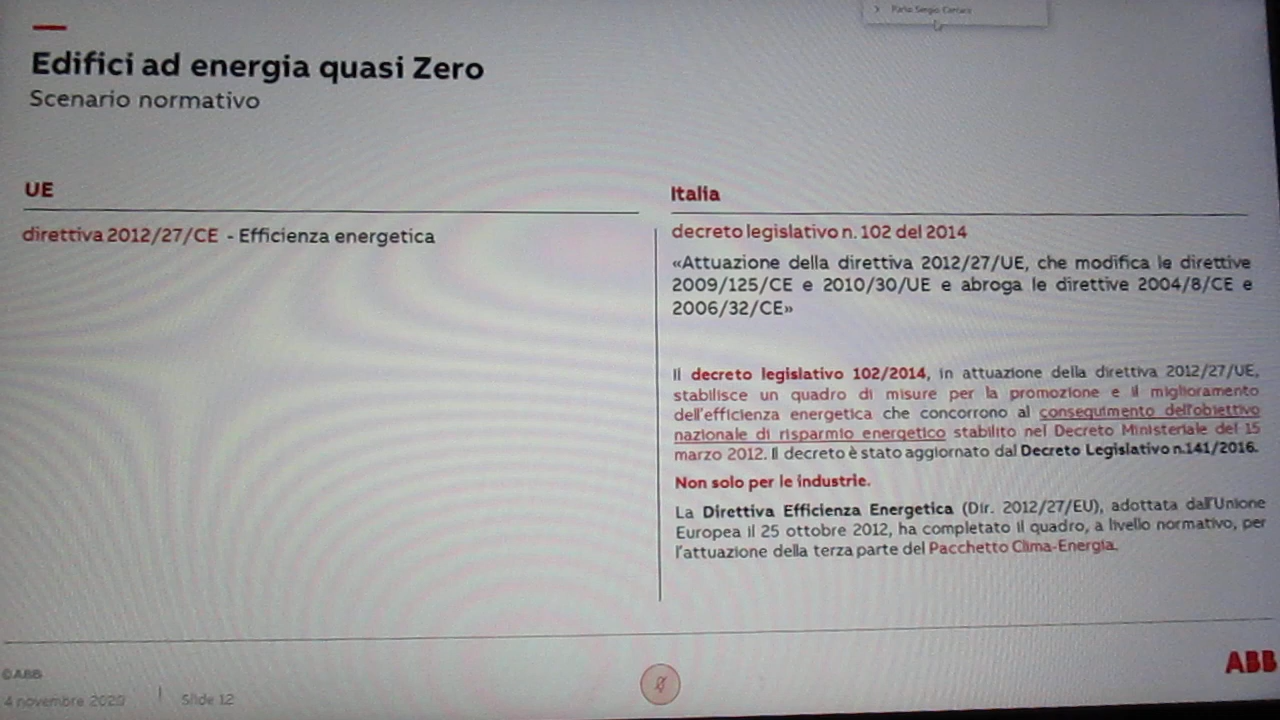 Parla: Sergio Carrara
Edifici ad energia quasi Zero
Scenario normativo
UE
direttiva 2012/27/CE - Efficienza energetica
Italia
decreto legislativo n. 102 del 2014
«Attuazione della direttiva 2012/27/UE, che modifica le direttive
2009/125/CE e 2010/30/UE e abroga le direttive 2004/8/CE e
2006/32/CE»
Il decreto legislativo 102/2014, in attuazione della direttiva 2012/27/UE,
stabilisce un quadro di misure per la promozione e il miglioramento
dell'efficienza energetica che concorrono al conseguimento dell'obiettivo
nazionale di risparmio energetico stabilito nel Decreto Ministeriale del 15
marzo 2012. Il decreto è stato aggiornato dal Decreto Legislativo n.141/2016.
Non solo per le industrie.
La Direttiva Efficienza Energetica (Dir. 2012/27/EU), adottata dall'Unione
Europea il 25 ottobre 2012, ha completato il quadro, a livello normativo, per
l'attuazione della terza parte del Pacchetto Clima-Energia.
©ABB
4 novembre 2020
Slide 12
ABB